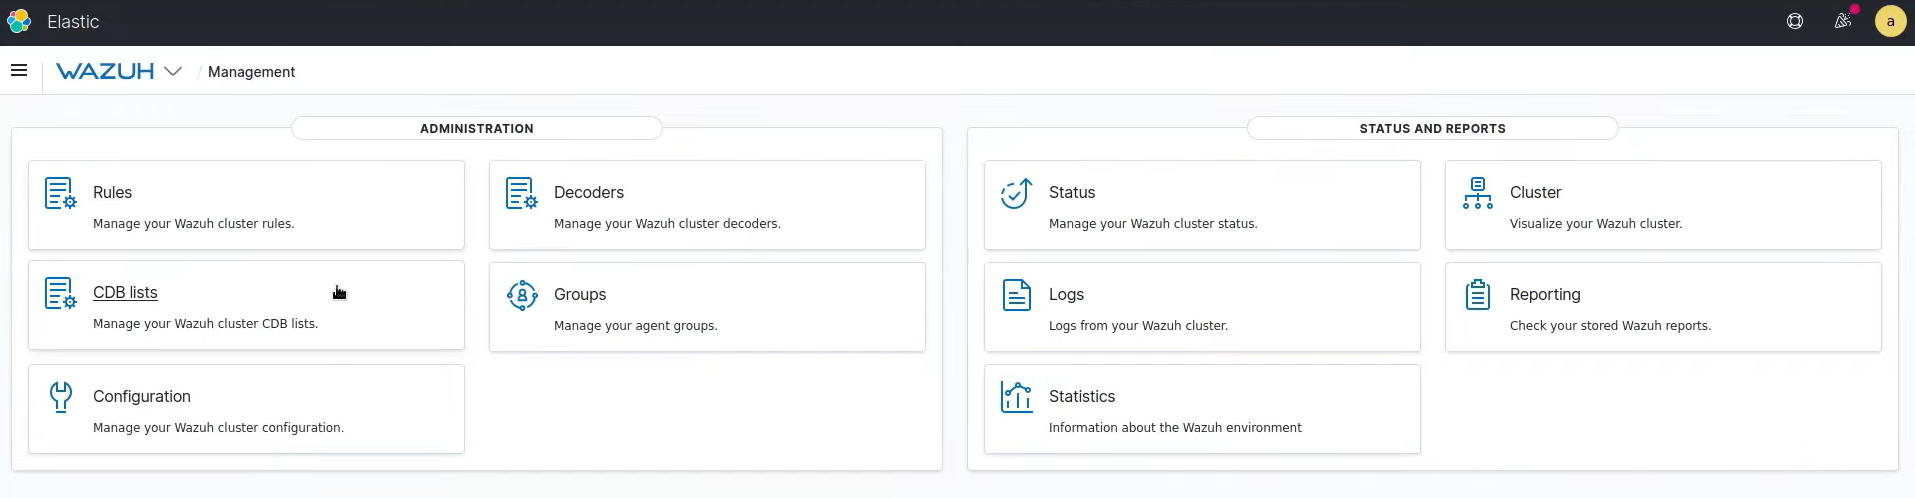 Elastic
a
WAZUH / Management
ADMINISTRATION
Rules
Manage your Wazuh cluster rules.
Decoders
Manage your Wazuh cluster decoders.
CDB lists
Manage your Wazuh cluster CDB lists.
Groups
Manage your agent groups.
Configuration
Manage your Wazuh cluster configuration.
STATUS AND REPORTS
Status
Manage your Wazuh cluster status.
Cluster
Visualize your Wazuh cluster.
Logs
Logs from your Wazuh cluster.
Reporting
Check your stored Wazuh reports.
Statistics
Information about the Wazuh environment